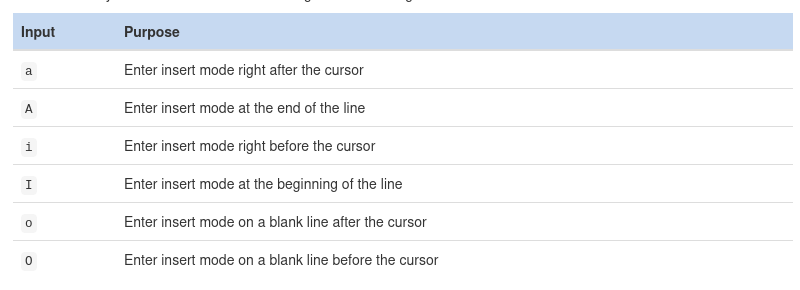 Input Purpose
a Enter insert mode right after the cursor
A Enter insert mode at the end of the line
i Enter insert mode right before the cursor
I Enter insert mode at the beginning of the line
o Enter insert mode on a blank line after the cursor
O Enter insert mode on a blank line before the cursor